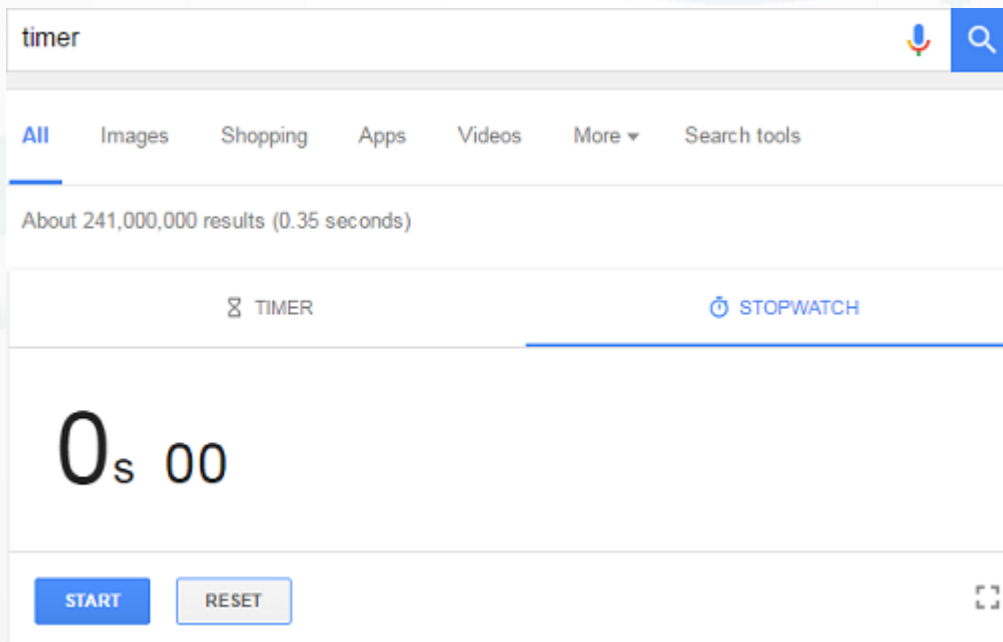 timer
All Images Shopping Apps Videos More Search tools
About 241,000,000 results (0.35 seconds)
TIMER STOPWATCH
0s 00
START RESET